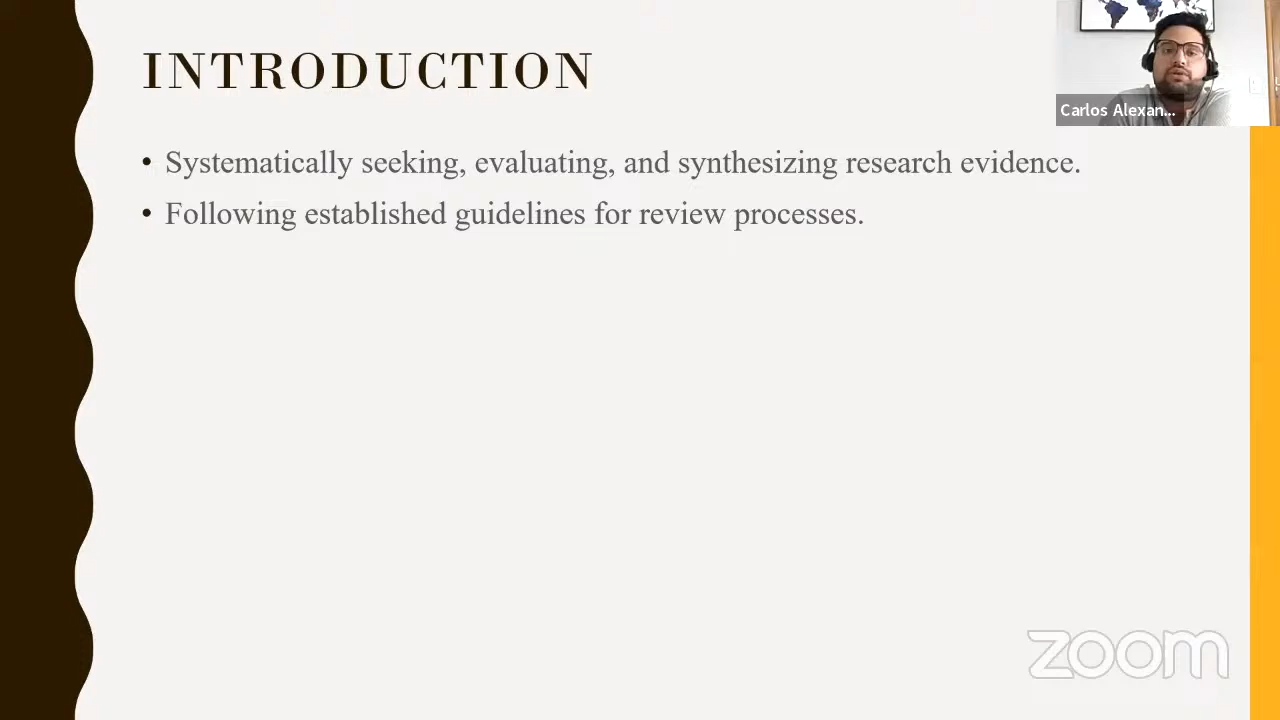 INTRODUCTION
Carlos Alexan...
• Systematically seeking, evaluating, and synthesizing research evidence.
• Following established guidelines for review processes.
zoom